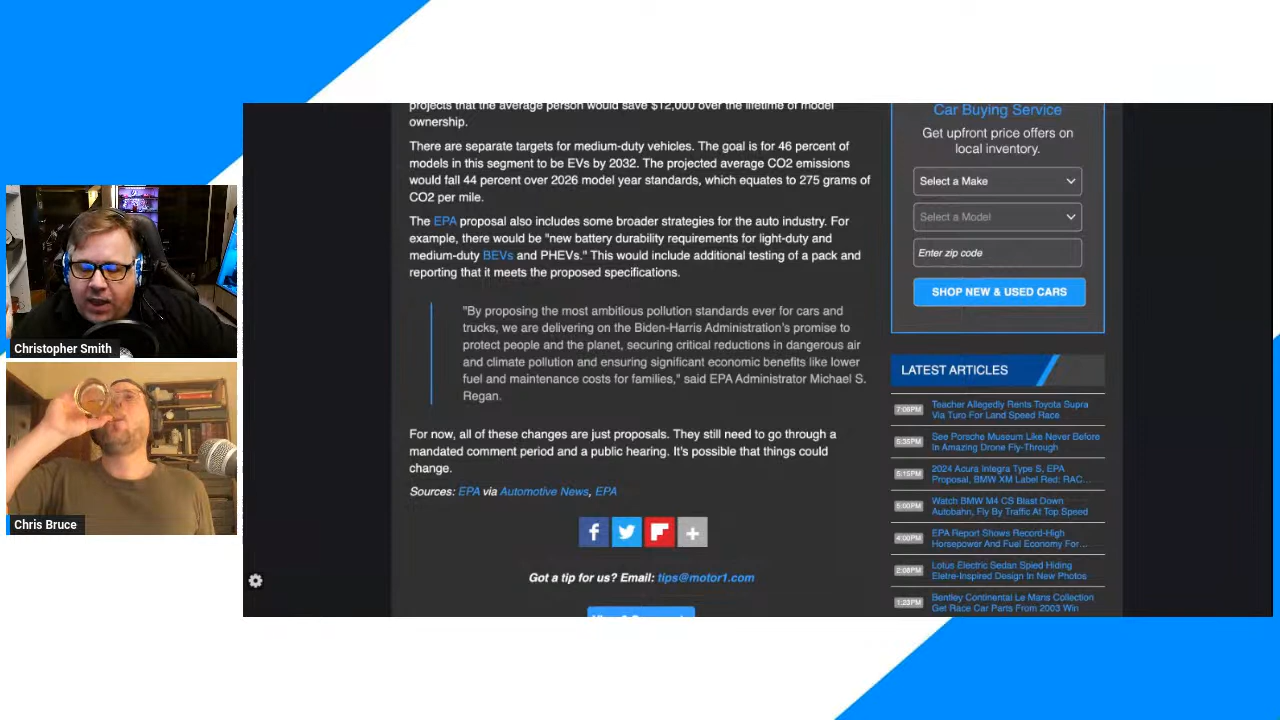 projects that the average person would save $12,000 over the lifetime of model
ownership.
There are separate targets for medium-duty vehicles. The goal is for 46 percent of
models in this segment to be EVs by 2032. The projected average CO2 emissions
would fall 44 percent over 2026 model year standards, which equates to 275 grams of
CO2 per mile.
The EPA proposal also includes some broader strategies for the auto industry. For
example, there would be "new battery durability requirements for light-duty and
medium-duty BEVs and PHEVs." This would include additional testing of a pack and
reporting that it meets the proposed specifications.
"By proposing the most ambitious pollution standards ever for cars and
trucks, we are delivering on the Biden-Harris Administration's promise to
protect people and the planet, securing critical reductions in dangerous air
and climate pollution and ensuring significant economic benefits like lower
fuel and maintenance costs for families," said EPA Administrator Michael S.
Regan.
For now, all of these changes are just proposals. They still need to go through a
mandated comment period and a public hearing. It's possible that things could
change.
Sources: EPA via Automotive News, EPA
Got a tip for us? Email: tips@motor1.com
Car Buying Service
Get upfront price offers on
local inventory.
Select a Make
Select a Model
Enter zip code
SHOP NEW & USED CARS
LATEST ARTICLES
7:06PM
Teacher Allegedly Rents Toyota Supra
Via Turo For Land Speed Race
5:35PM
See Porsche Museum Like Never Before
In Amazing Drone Fly-Through
5:15PM
2024 Acura Integra Type S, EPA
Proposal, BMW XM Label Red: RAC...
5:00PM
Watch BMW M4 CS Blast Down
Autobahn, Fly By Traffic At Top Speed
4:00PM
EPA Report Shows Record-High
Horsepower And Fuel Economy For...
2:06PM
Lotus Electric Sedan Spied Hiding
Eletre-Inspired Design In New Photos
1:23PM
Bentley Continental Le Mans Collection
Get Race Car Parts From 2003 Win
Christopher Smith
Chris Bruce